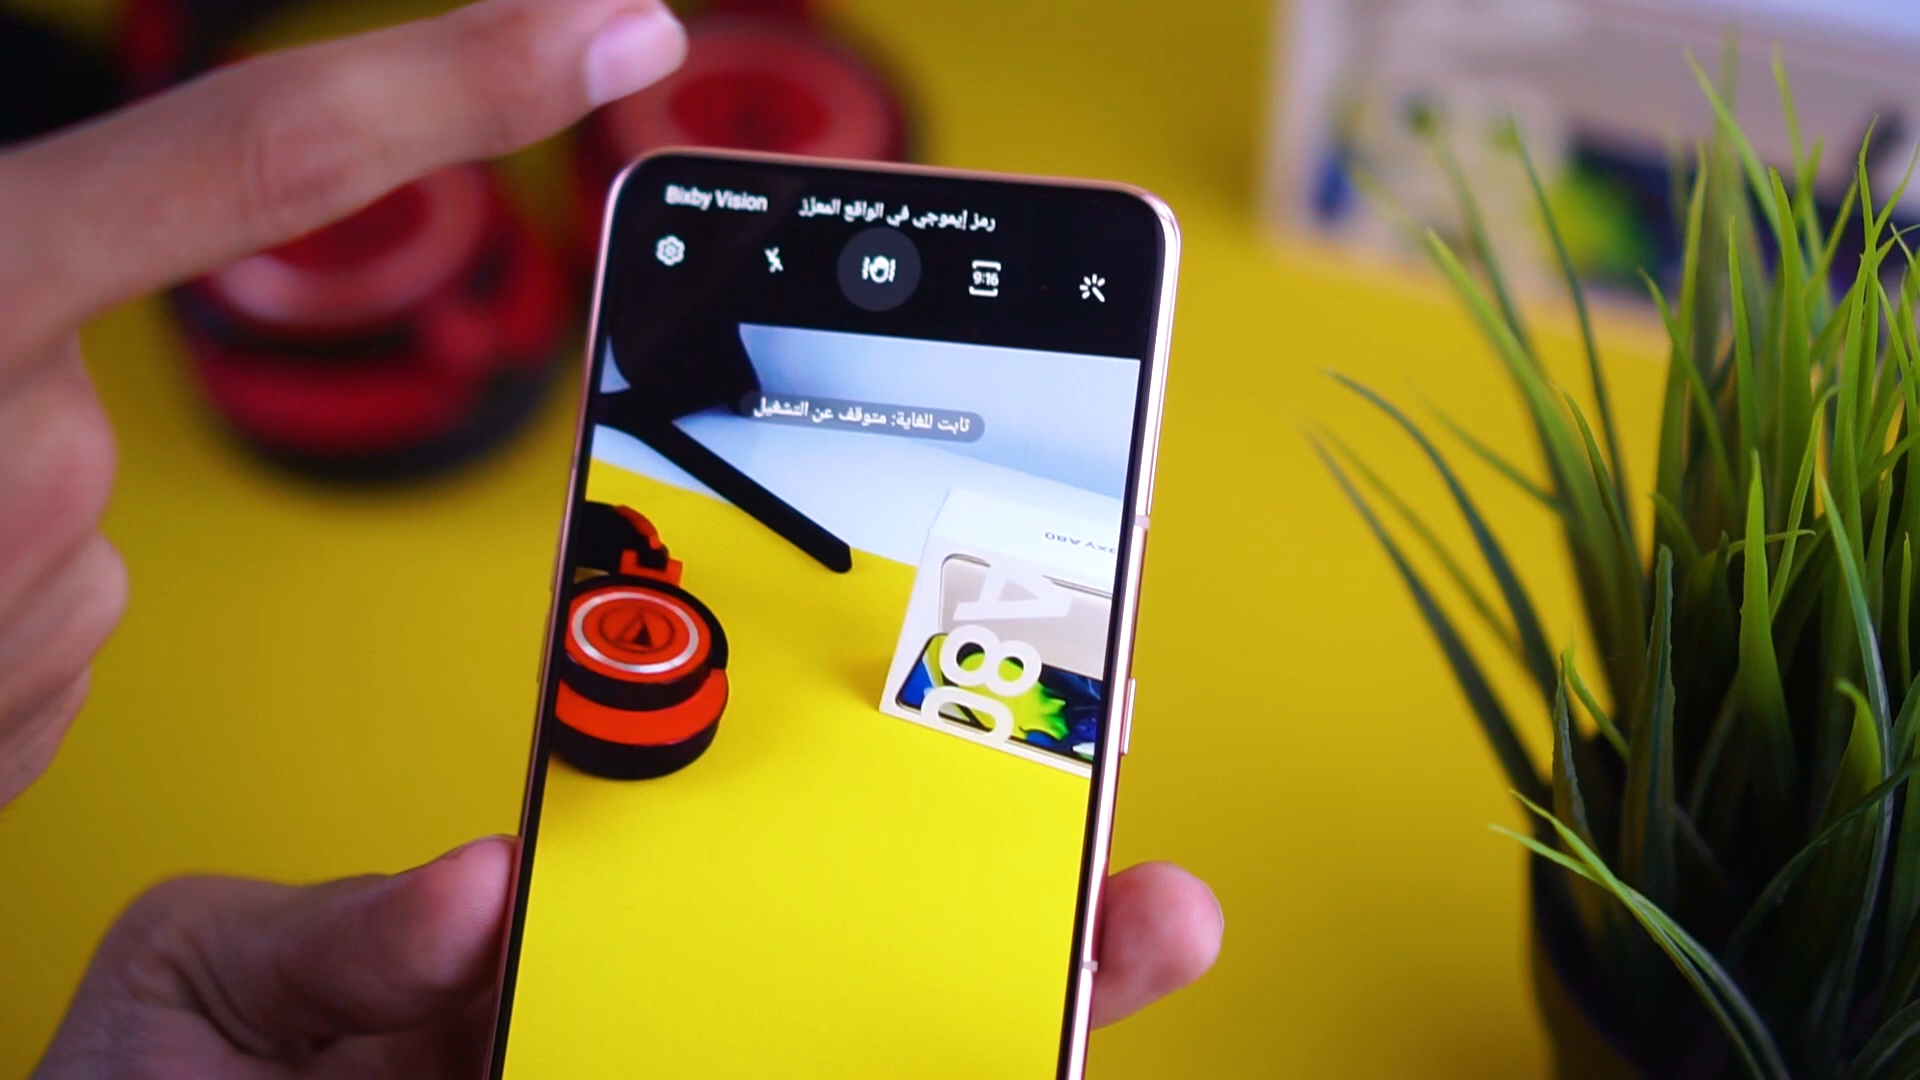 Bixby Vision
رمز إيموجي في الواقع المعزز
9:16
ثابت للغاية: متوقف عن التشغيل
A80